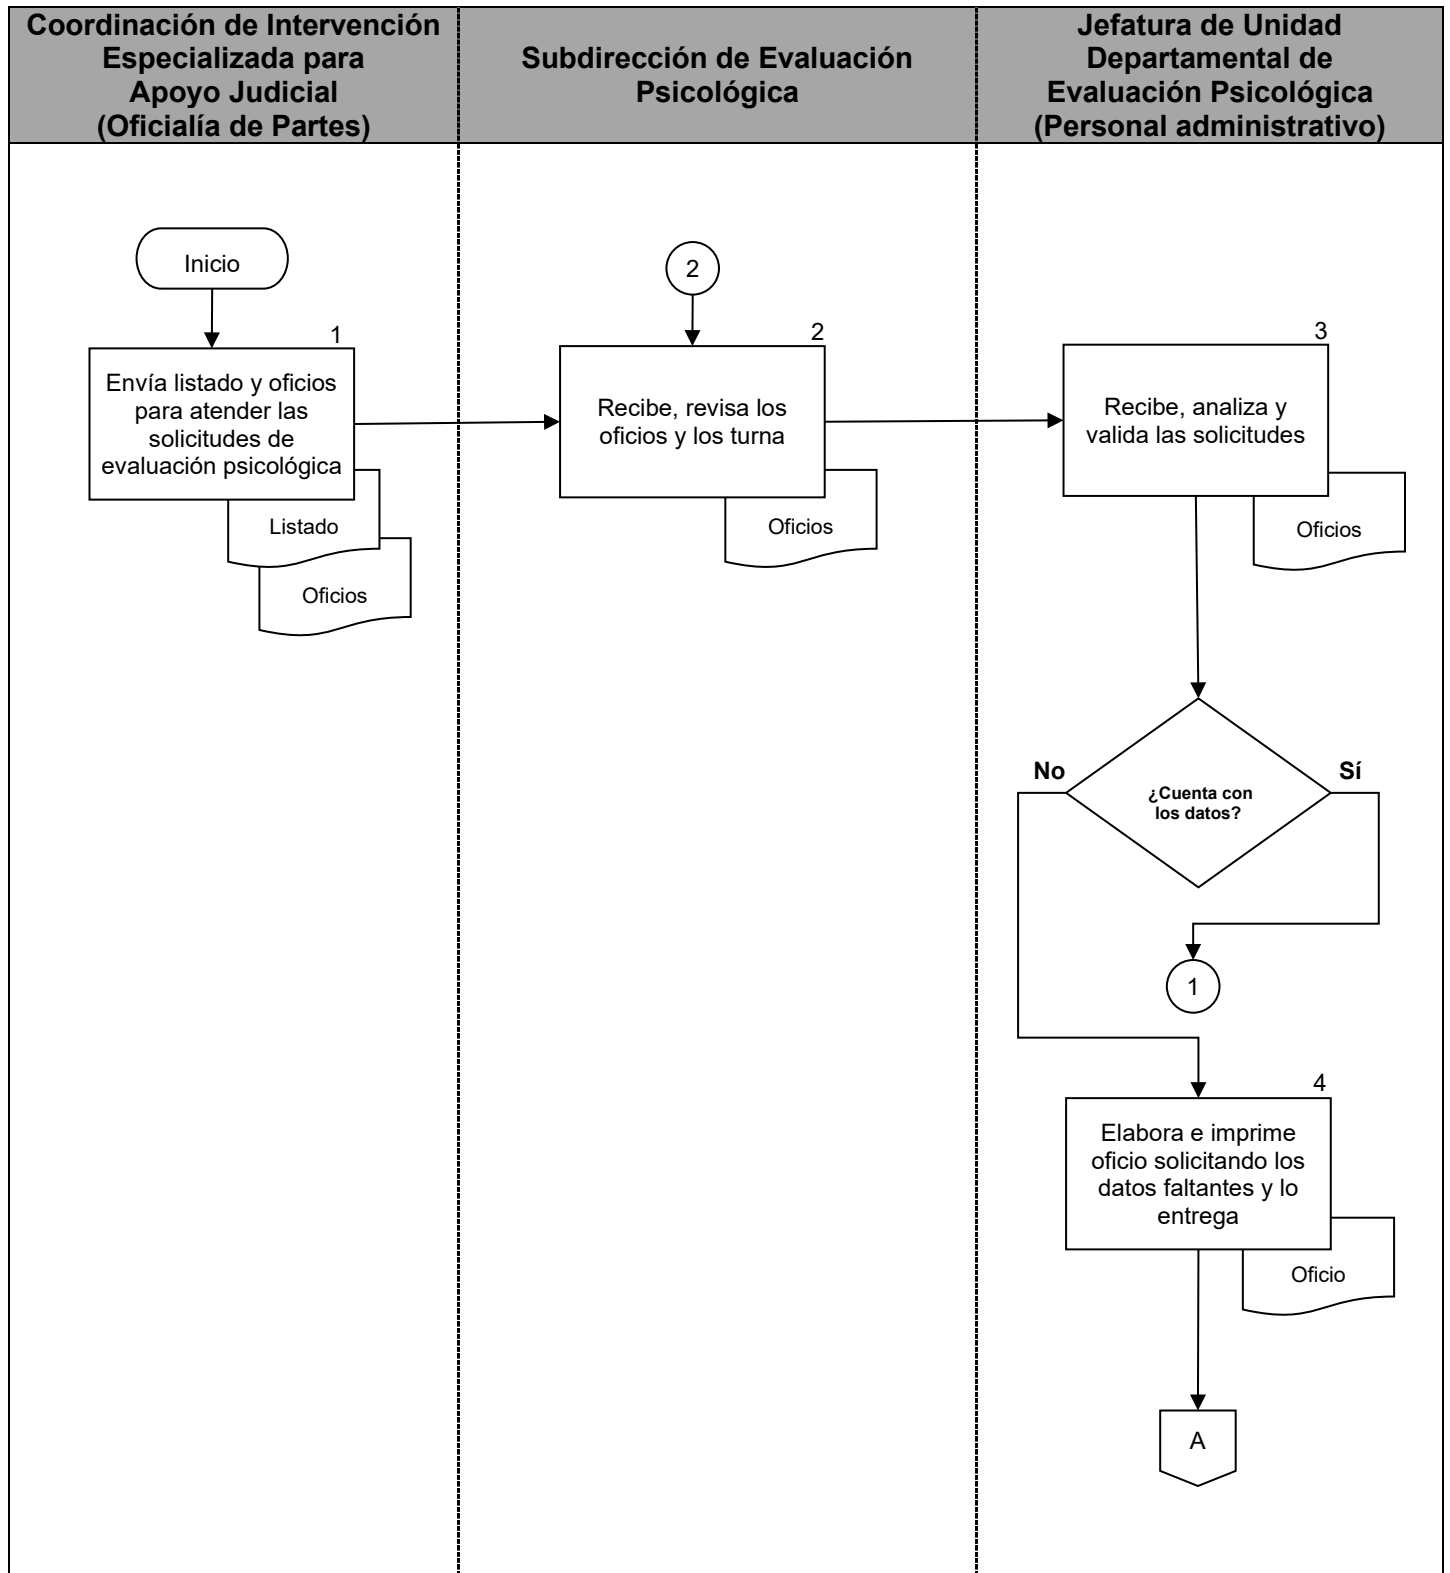 Coordinación de Intervención
Especializada para
Apoyo Judicial
(Oficialía de Partes)
Subdirección de Evaluación
Psicológica
Jefatura de Unidad
Departamental de
Evaluación Psicológica
(Personal administrativo)
Inicio
1
Envía listado y oficios
para atender las
solicitudes de
evaluación psicológica
Listado
Oficios
2
2
Recibe, revisa los
oficios y los turna
Oficios
3
Recibe, analiza y
valida las solicitudes
Oficios
¿Cuenta con
los datos?
No
Sí
1
4
Elabora e imprime
oficio solicitando los
datos faltantes y lo
entrega
Oficio
A